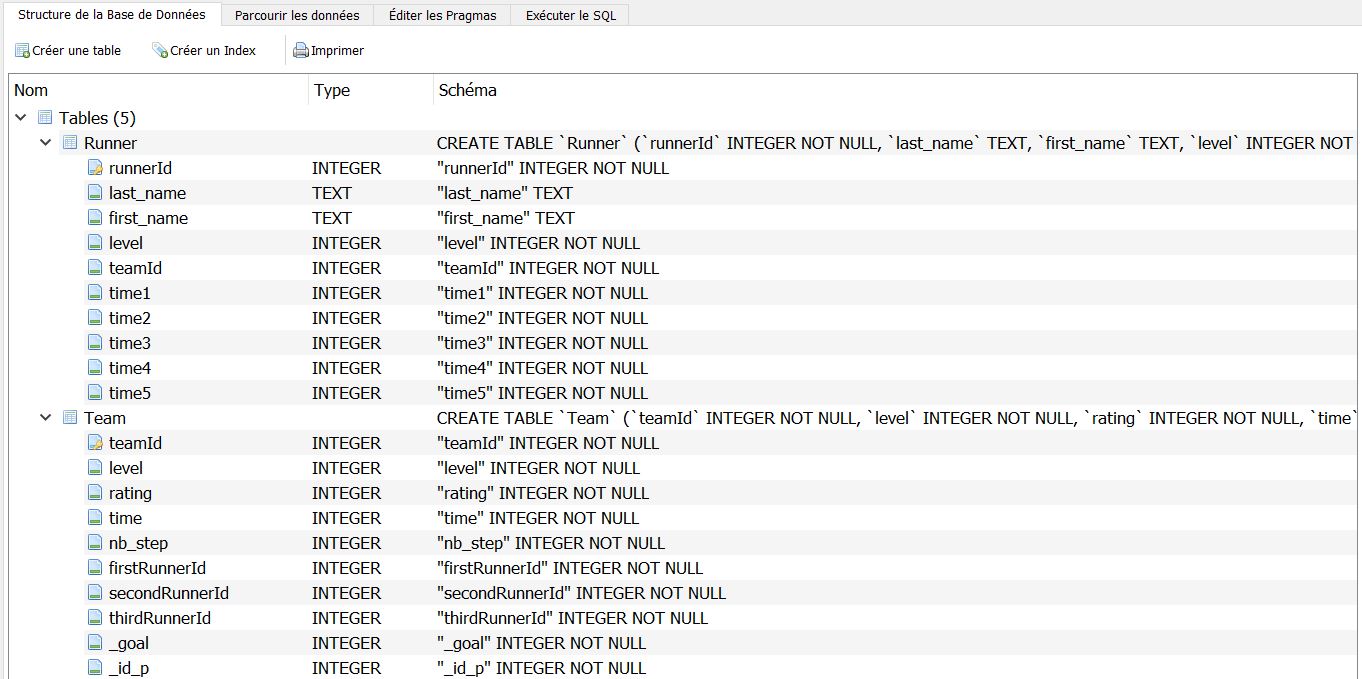 Structure de la Base de Données Parcourir les données Éditer les Pragmas Exécuter le SQL
Créer une table Créer un Index Imprimer
Nom Type Schéma
Tables (5)
Runner CREATE TABLE `Runner` (`runnerId` INTEGER NOT NULL, `last_name` TEXT, `first_name` TEXT, `level` INTEGER NOT
runnerId INTEGER "runnerId" INTEGER NOT NULL
last_name TEXT "last_name" TEXT
first_name TEXT "first_name" TEXT
level INTEGER "level" INTEGER NOT NULL
teamId INTEGER "teamId" INTEGER NOT NULL
time1 INTEGER "time1" INTEGER NOT NULL
time2 INTEGER "time2" INTEGER NOT NULL
time3 INTEGER "time3" INTEGER NOT NULL
time4 INTEGER "time4" INTEGER NOT NULL
time5 INTEGER "time5" INTEGER NOT NULL
Team CREATE TABLE `Team` (`teamId` INTEGER NOT NULL, `level` INTEGER NOT NULL, `rating` INTEGER NOT NULL, `time`
teamId INTEGER "teamId" INTEGER NOT NULL
level INTEGER "level" INTEGER NOT NULL
rating INTEGER "rating" INTEGER NOT NULL
time INTEGER "time" INTEGER NOT NULL
nb_step INTEGER "nb_step" INTEGER NOT NULL
firstRunnerId INTEGER "firstRunnerId" INTEGER NOT NULL
secondRunnerId INTEGER "secondRunnerId" INTEGER NOT NULL
thirdRunnerId INTEGER "thirdRunnerId" INTEGER NOT NULL
_goal INTEGER "_goal" INTEGER NOT NULL
_id_p INTEGER "_id_p" INTEGER NOT NULL